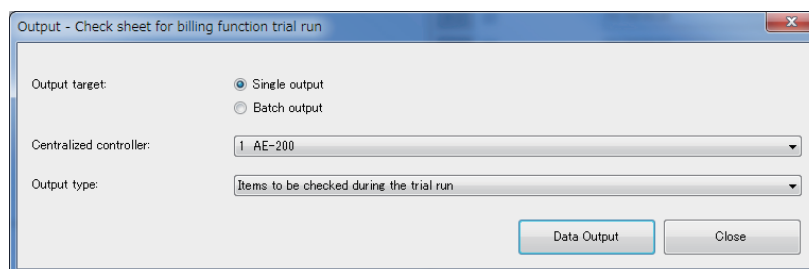 Output - Check sheet for billing function trial run
Output target:
Single output
Batch output
Centralized controller:
1 AE-200
Output type:
Items to be checked during the trial run
Data Output
Close